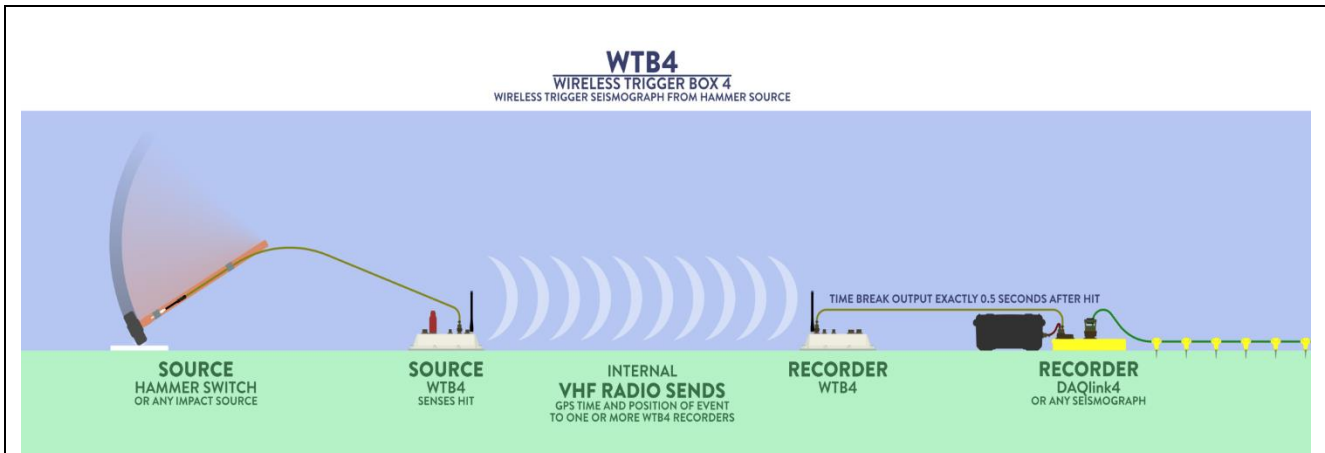 WTB4
WIRELESS TRIGGER BOX 4
WIRELESS TRIGGER SEISMOGRAPH FROM HAMMER SOURCE
TIME BREAK OUTPUT EXACTLY 0.5 SECONDS AFTER HIT
SOURCE
HAMMER SWITCH
OR ANY IMPACT SOURCE
SOURCE
WTB4
SENSES HIT
INTERNAL
VHF RADIO SENDS
GPS TIME AND POSITION OF EVENT
TO ONE OR MORE WTB4 RECORDERS
RECORDER
WTB4
RECORDER
DAQlink4
OR ANY SEISMOGRAPH